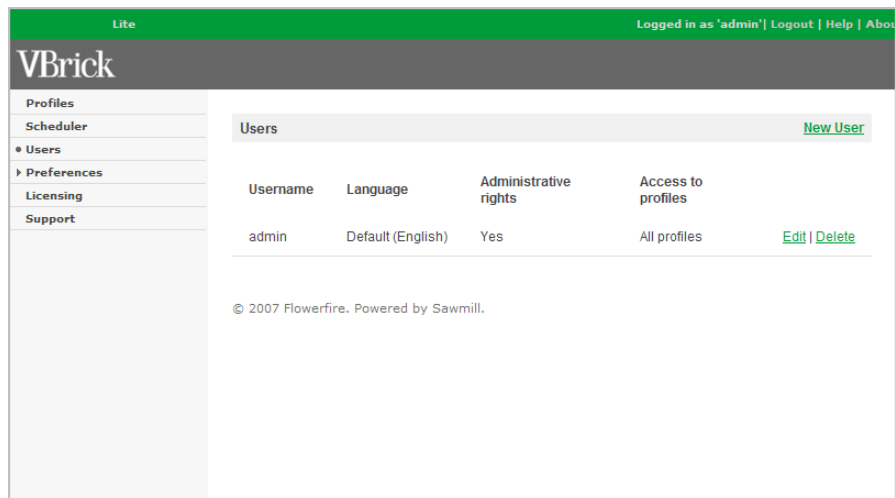 Lite
Logged in as 'admin'| Logout | Help | Abou
VBrick
Profiles
Scheduler
Users
Preferences
Licensing
Support
Users New User
Username Language Administrative rights Access to profiles
admin Default (English) Yes All profiles Edit | Delete
© 2007 Flowerfire. Powered by Sawmill.